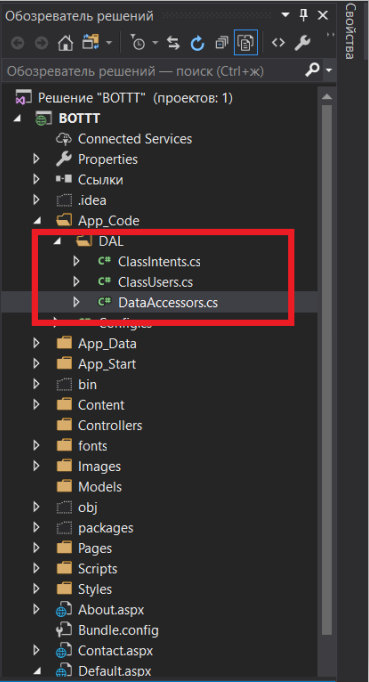 Обозреватель решений
Свойства
Обозреватель решений — поиск (Ctrl+ж)
Решение "BOTTT" (проектов: 1)
BOTTT
Connected Services
Properties
Ссылки
.idea
App_Code
DAL
C# ClassIntents.cs
C# ClassUsers.cs
C# DataAccessors.cs
App_Data
App_Start
bin
Content
Controllers
fonts
Images
Models
obj
packages
Pages
Scripts
Styles
About.aspx
Bundle.config
Contact.aspx
Default.aspx